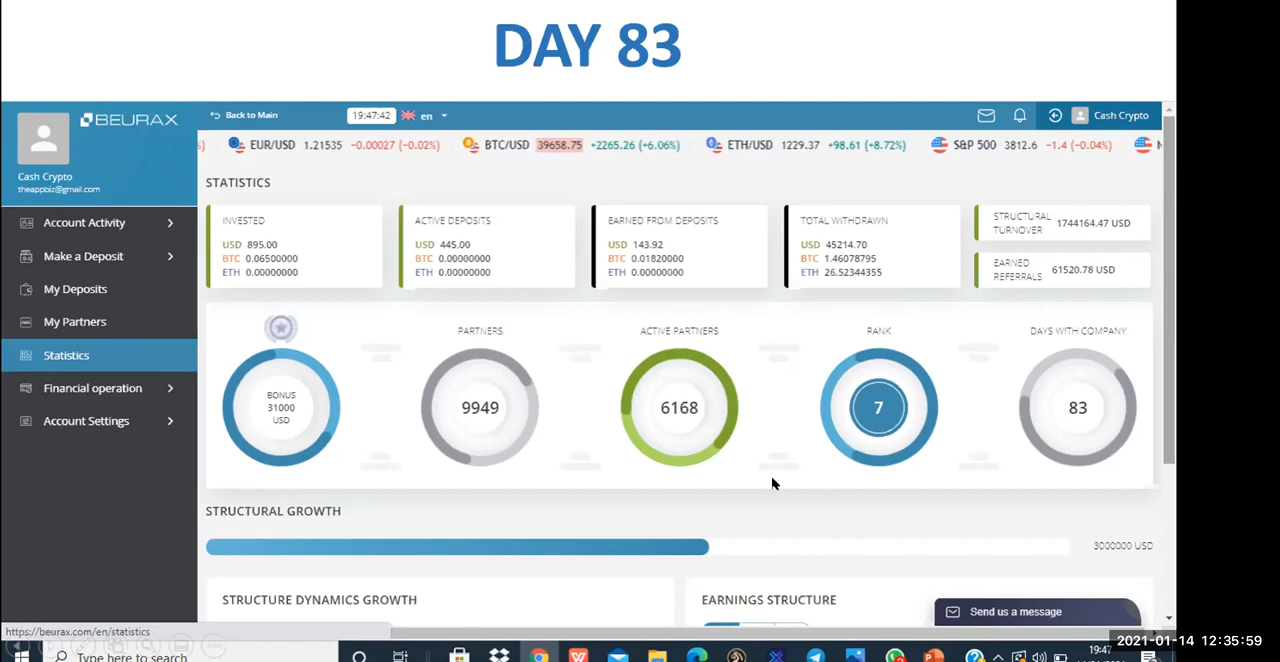 DAY 83
BEURAX
Back to Main
19:47:42
en
Cash Crypto
EUR/USD 1.21535 -0.00027 (-0.02%)
BTC/USD 39658.75 +2265.26 (+6.06%)
ETH/USD 1229.37 +98.61 (+8.72%)
S&P 500 3812.6 -1.4 (-0.04%)
Cash Crypto
theappbiz@gmail.com
Account Activity
Make a Deposit
My Deposits
My Partners
Statistics
Financial operation
Account Settings
STATISTICS
INVESTED
USD 895.00
BTC 0.06500000
ETH 0.00000000
ACTIVE DEPOSITS
USD 445.00
BTC 0.00000000
ETH 0.00000000
EARNED FROM DEPOSITS
USD 143.92
BTC 0.01820000
ETH 0.00000000
TOTAL WITHDRAWN
USD 45214.70
BTC 1.46078795
ETH 26.52344355
STRUCTURAL
TURNOVER
1744164.47 USD
EARNED
REFERRALS
61520.78 USD
BONUS
31000
USD
PARTNERS
9949
ACTIVE PARTNERS
6168
RANK
7
DAYS WITH COMPANY
83
STRUCTURAL GROWTH
3000000 USD
STRUCTURE DYNAMICS GROWTH
EARNINGS STRUCTURE
Send us a message
https://beurax.com/en/statistics
2021-01-14 12:35:59
Type here to search
19:47